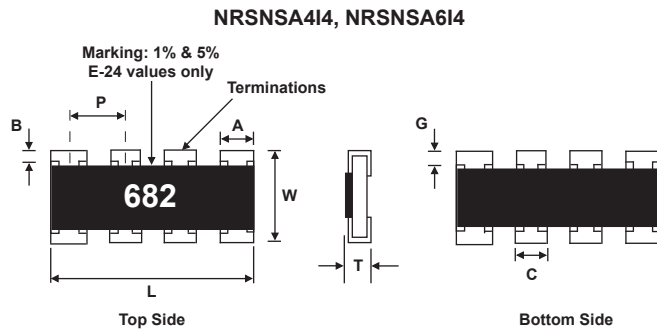 NRSNSA4I4, NRSNSA6I4
Marking: 1% & 5%
E-24 values only
Terminations
P
B
A
G
682
W
T
C
L
Top Side
Bottom Side